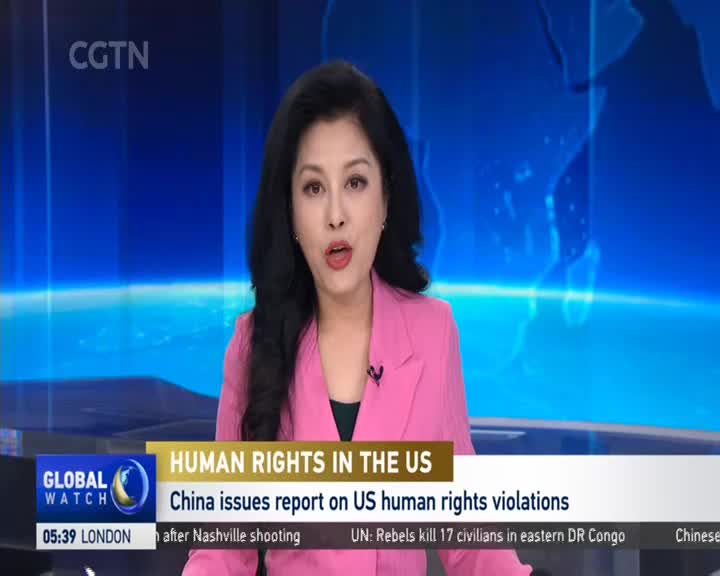 CGTN
HUMAN RIGHTS IN THE US
GLOBAL WATCH
China issues report on US human rights violations
05:39 LONDON
after Nashville shooting UN: Rebels kill 17 civilians in eastern DR Congo Chinese